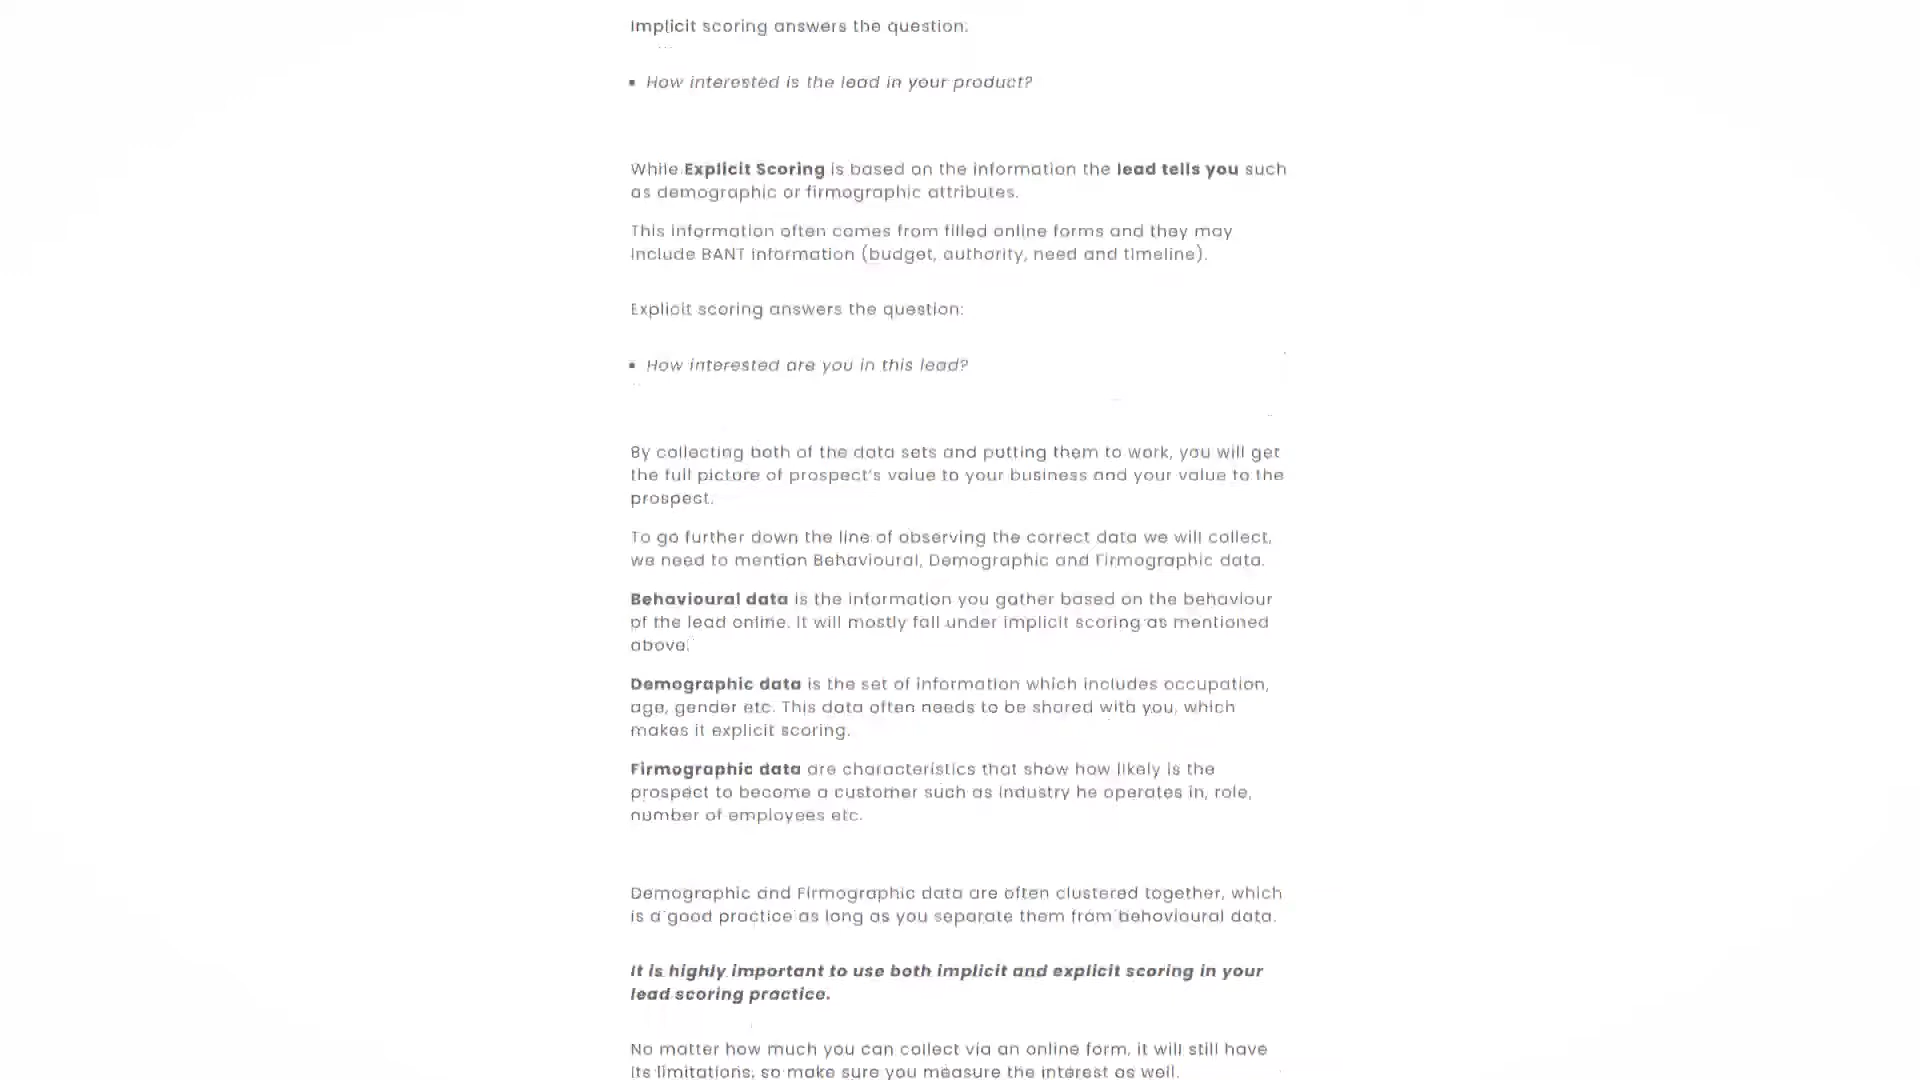 Implicit scoring answers the question.
▪ How interested is the lead in your product?
While Explicit Scoring is based on the information the lead tells you such
as demographic or firmographic attributes.
This information often comes from filled online forms and they may
include BANT information (budget, authority, need and timeline).
Explicit scoring answers the question:
▪ How interested are you in this lead?
By collecting both of the data sets and putting them to work, you will get
the full picture of prospect's value to your business and your value to the
prospect.
To go further down the line of observing the correct data we will collect,
we need to mention Behavioural, Demographic and Firmographic data.
Behavioural data is the information you gather based on the behaviour
of the lead online. It will mostly fall under implicit scoring as mentioned
above.
Demographic data is the set of information which includes occupation,
age, gender etc. This data often needs to be shared with you, which
makes it explicit scoring.
Firmographic data are characteristics that show how likely is the
prospect to become a customer such as industry he operates in, role,
number of employees etc.
Demographic and Firmographic data are often clustered together, which
is a good practice as long as you separate them from behavioural data.
It is highly important to use both implicit and explicit scoring in your
lead scoring practice.
No matter how much you can collect via an online form, it will still have
its limitations, so make sure you measure the interest as well.